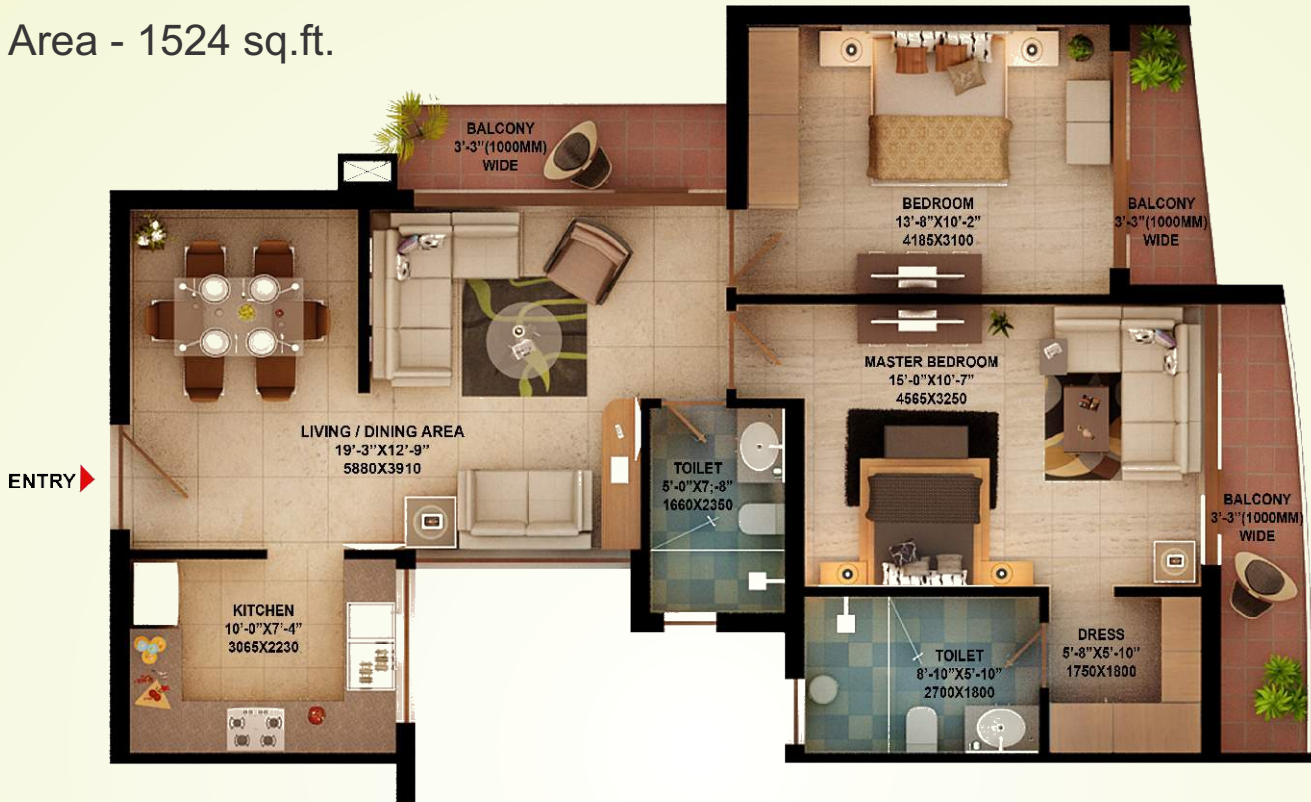 Area - 1524 sq.ft.
BALCONY
3'-3"(1000MM)
WIDE
BEDROOM
13'-8"X10'-2"
4185X3100
BALCONY
3'-3"(1000MM)
WIDE
MASTER BEDROOM
15'-0"X10'-7"
4565X3250
LIVING / DINING AREA
19'-3"X12'-9"
5880X3910
ENTRY
TOILET
5'-0"X7;-8"
1660X2350
BALCONY
3'-3"(1000MM)
WIDE
KITCHEN
10'-0"X7'-4"
3065X2230
TOILET
8'-10"X5'-10"
2700X1800
DRESS
5'-8"X5'-10"
1750X1800